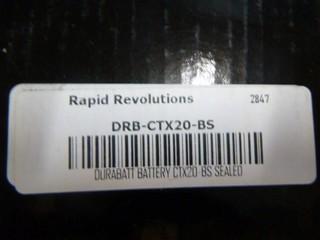 Rapid Revolutions 2847
DRB-CTX20-BS
DURABATT BATTERY CTX20-BS SEALED